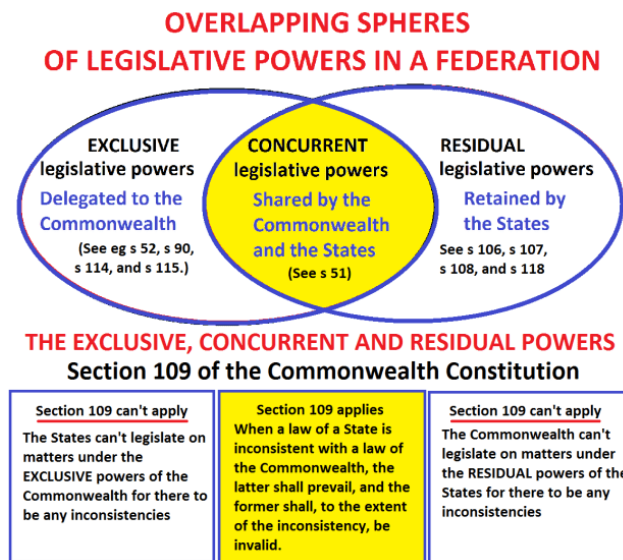 OVERLAPPING SPHERES
OF LEGISLATIVE POWERS IN A FEDERATION
EXCLUSIVE
legislative powers
Delegated to the
Commonwealth
(See eg s 52, s 90,
s 114, and s 115.)
CONCURRENT
legislative powers
Shared by the
Commonwealth
and the States
(See s 51)
RESIDUAL
legislative powers
Retained by
the States
See s 106, s 107,
s 108, and s 118
THE EXCLUSIVE, CONCURRENT AND RESIDUAL POWERS
Section 109 of the Commonwealth Constitution
Section 109 can't apply
The States can't legislate on
matters under the
EXCLUSIVE powers of the
Commonwealth for there to
be any inconsistencies
Section 109 applies
When a law of a State is
inconsistent with a law of
the Commonwealth, the
latter shall prevail, and the
former shall, to the extent
of the inconsistency, be
invalid.
Section 109 can't apply
The Commonwealth can't
legislate on matters under
the RESIDUAL powers of the
States for there to be any
inconsistencies